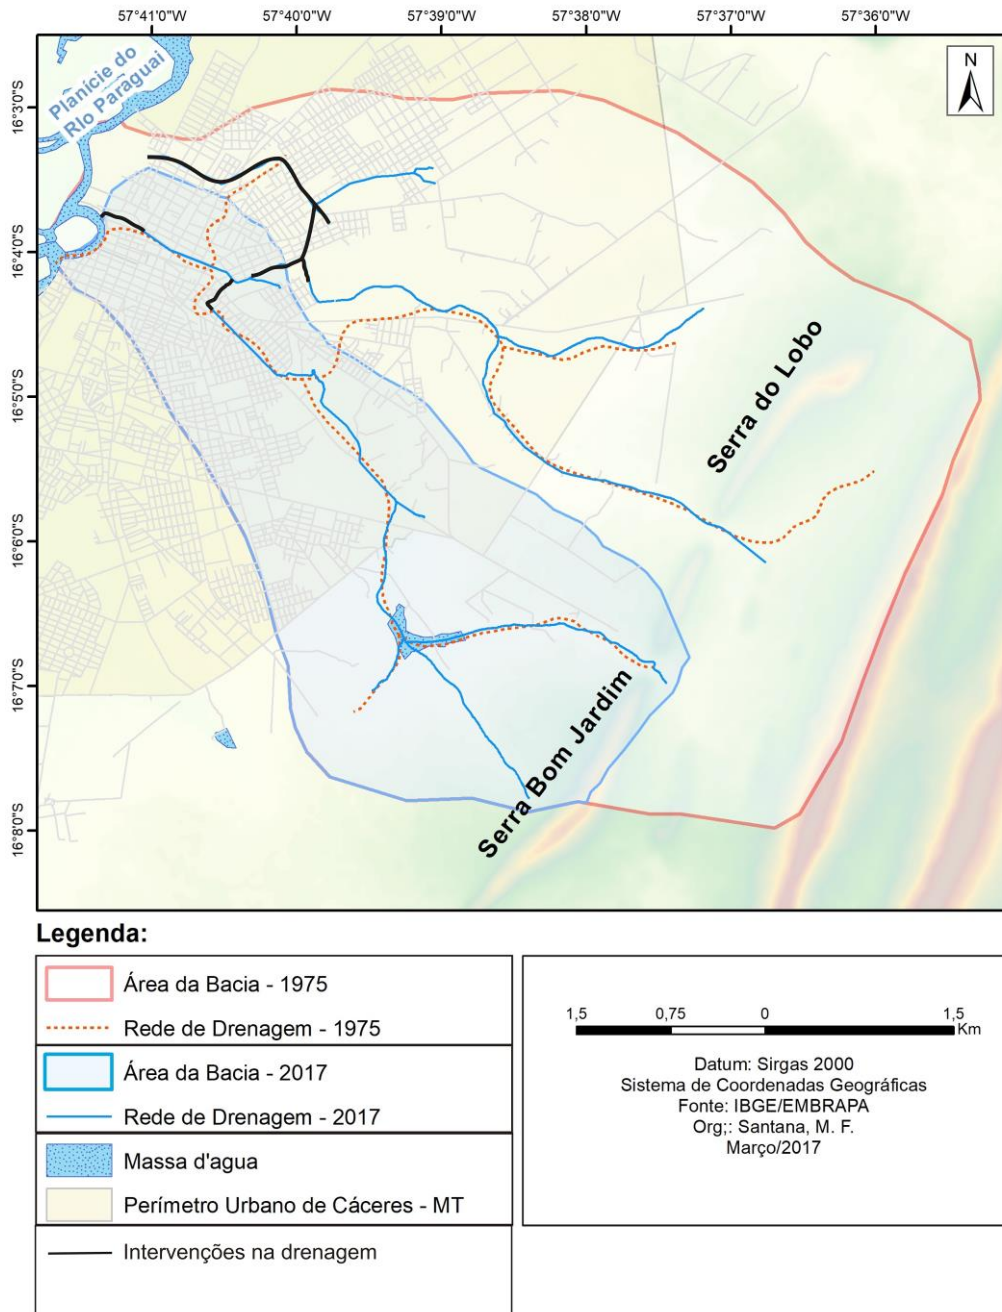 57°41'0"W 57°40'0"W 57°39'0"W 57°38'0"W 57°37'0"W 57°36'0"W
N
Planície do
RIo Paraguai
16°3'0"S
16°4'0"S
16°5'0"S
16°6'0"S
16°7'0"S
16°8'0"S
Serra do Lobo
Serra Bom Jardim
Legenda:
Área da Bacia - 1975
Rede de Drenagem - 1975
Área da Bacia - 2017
Rede de Drenagem - 2017
Massa d'agua
Perímetro Urbano de Cáceres - MT
Intervenções na drenagem
1,5 0,75 0 1,5
Km
Datum: Sirgas 2000
Sistema de Coordenadas Geográficas
Fonte: IBGE/EMBRAPA
Org;: Santana, M. F.
Março/2017